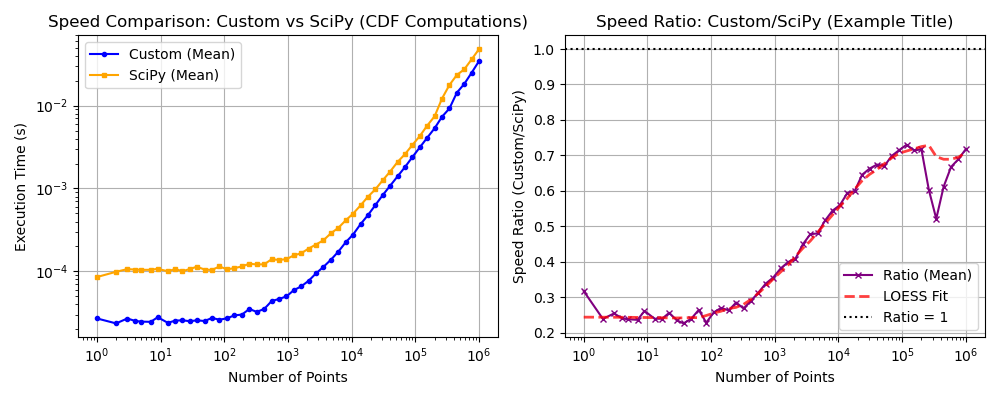 Speed Comparison: Custom vs SciPy (CDF Computations)
Custom (Mean)
SciPy (Mean)
Execution Time (s)
10⁻²
10⁻³
10⁻⁴
10⁰ 10¹ 10² 10³ 10⁴ 10⁵ 10⁶
Number of Points
Speed Ratio: Custom/SciPy (Example Title)
Speed Ratio (Custom/SciPy)
1.0
0.9
0.8
0.7
0.6
0.5
0.4
0.3
0.2
Ratio (Mean)
LOESS Fit
Ratio = 1
10⁰ 10¹ 10² 10³ 10⁴ 10⁵ 10⁶
Number of Points